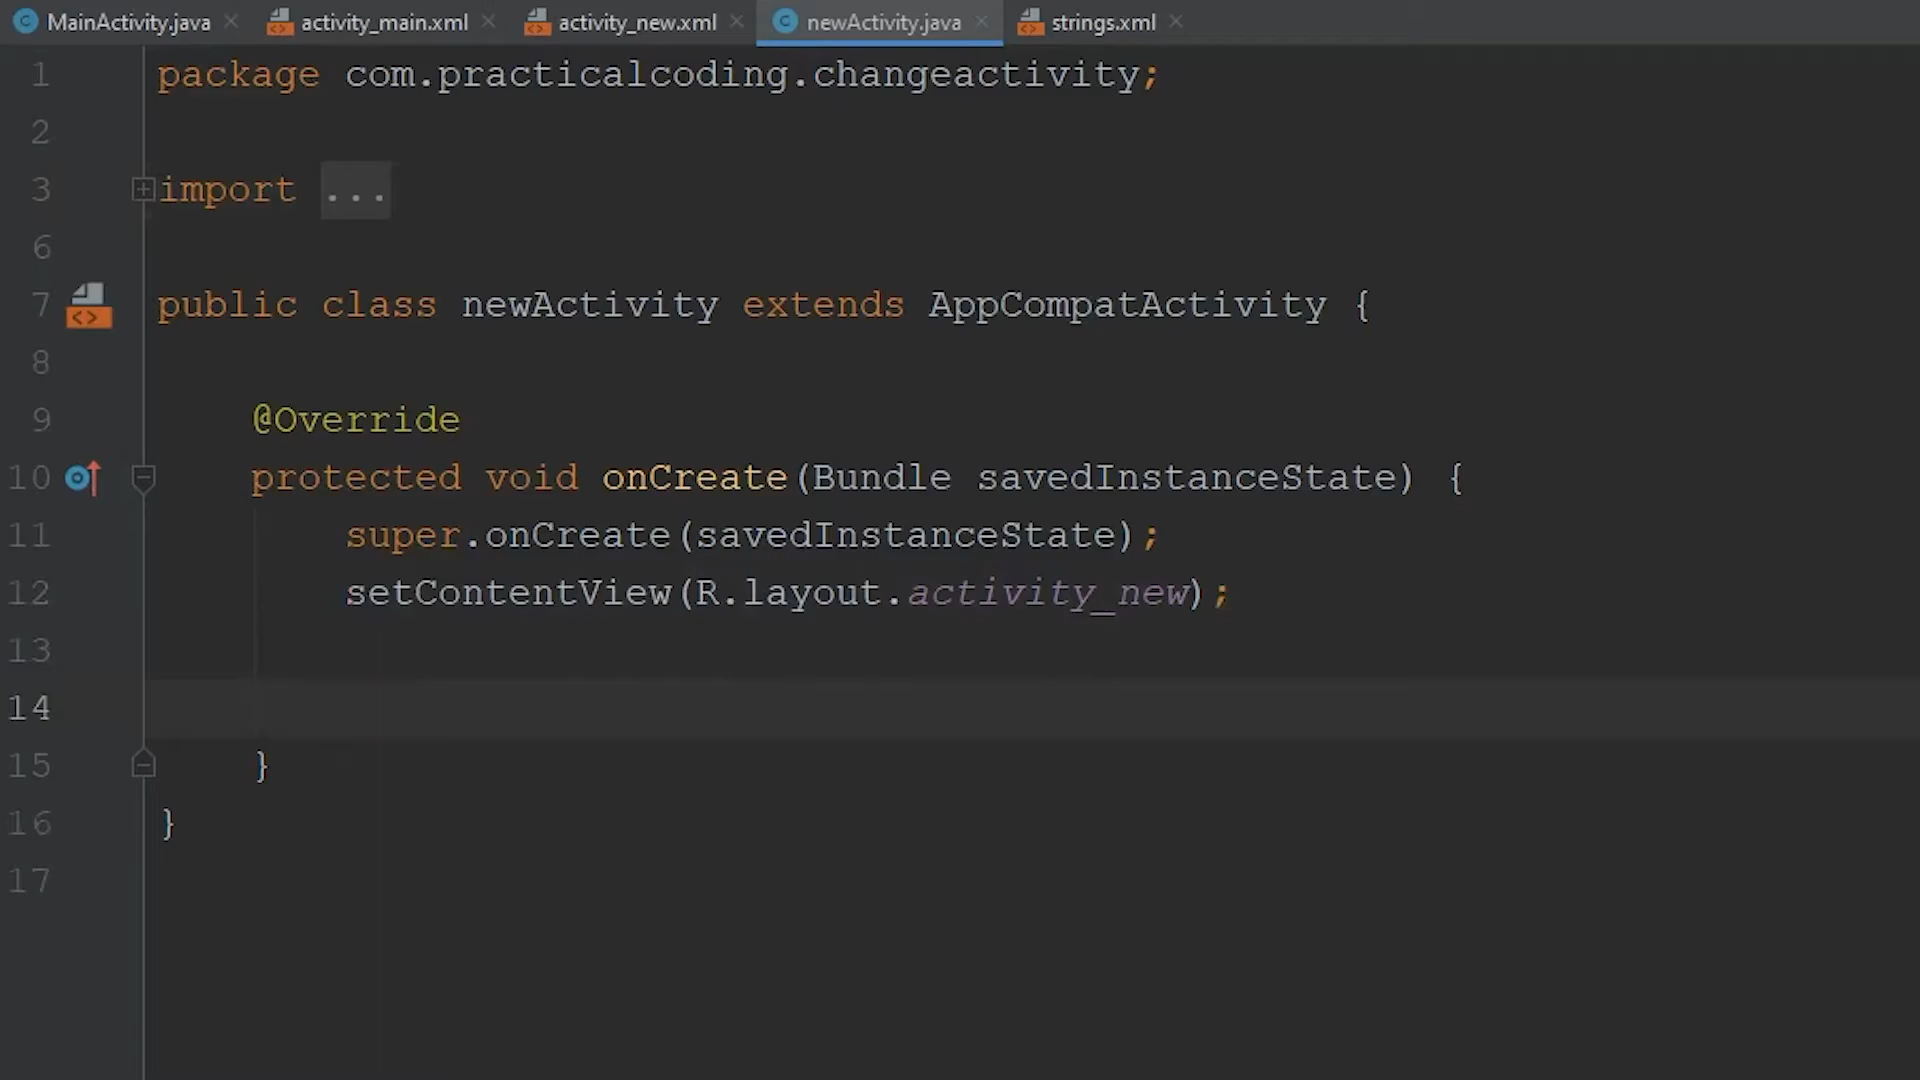 MainActivity.java activity_main.xml activity_new.xml newActivity.java strings.xml
1 package com.practicalcoding.changeactivity;
2
3 import ...
6
7 public class newActivity extends AppCompatActivity {
8
9 @Override
10 protected void onCreate(Bundle savedInstanceState) {
11 super.onCreate(savedInstanceState);
12 setContentView(R.layout.activity_new);
13
14
15 }
16 }
17